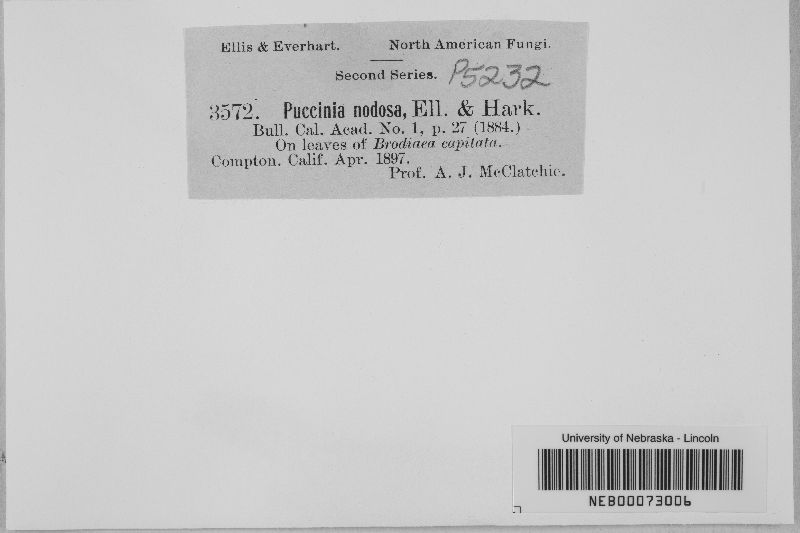 Ellis & Everhart. North American Fungi.
Second Series. P5232
3572. Puccinia nodosa, Ell. & Hark.
Bull. Cal. Acad. No. 1, p. 27 (1884.)
On leaves of Brodiaea capitata.
Compton. Calif. Apr. 1897.
Prof. A. J. McClatchie.
University of Nebraska - Lincoln
NEB00073006